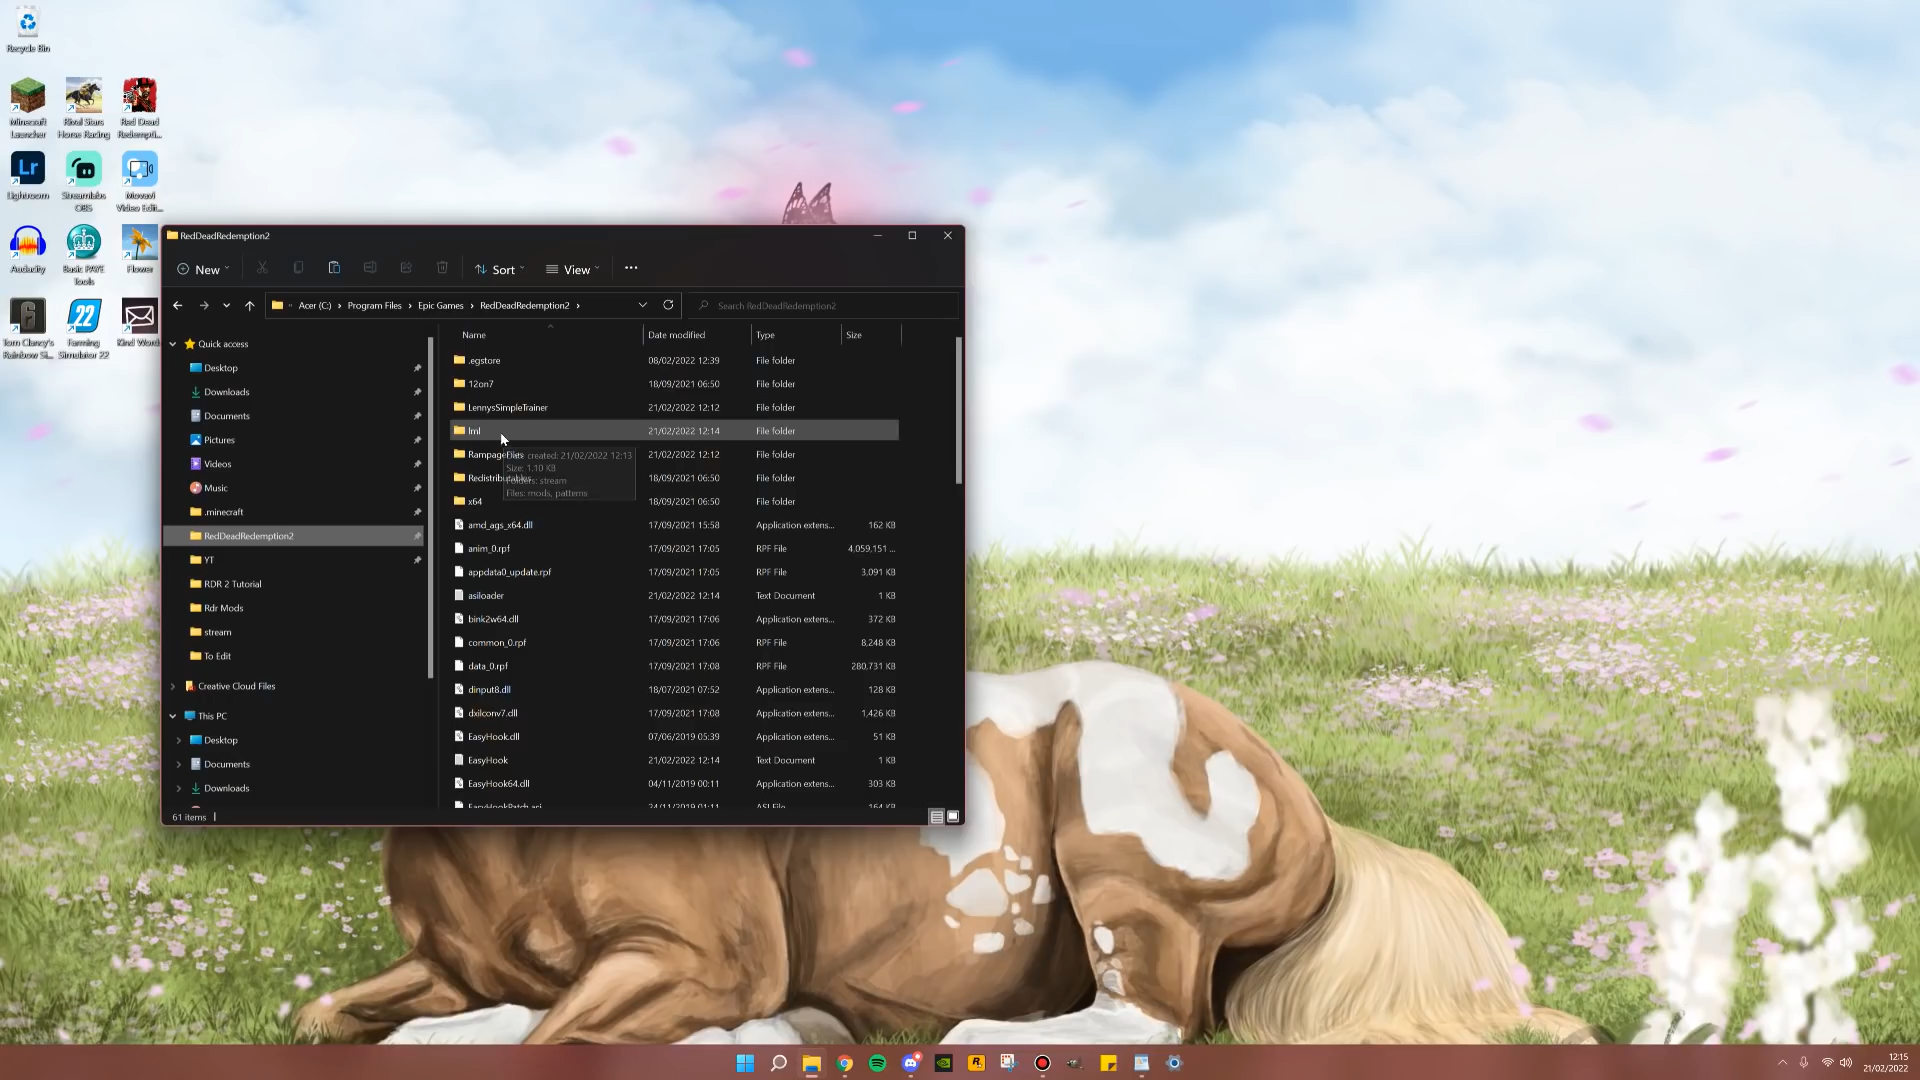 Recycle Bin
Minecraft Launcher
Rival Stars Horse Racing
Red Dead Redempti...
Lightroom
Streamlabs OBS
Movavi Video Edit...
Audacity
Basic PAYE Tools
Flower
Tom Clancy's Rainbow Si...
Farming Simulator 22
Kind Word
RedDeadRedemption2
New
Sort
View
Acer (C:) › Program Files › Epic Games › RedDeadRedemption2 ›
Search RedDeadRedemption2
Name Date modified Type Size
Quick access
Desktop
Downloads
Documents
Pictures
Videos
Music
.minecraft
RedDeadRedemption2
YT
RDR 2 Tutorial
Rdr Mods
stream
To Edit
Creative Cloud Files
This PC
Desktop
Documents
Downloads
.egstore 08/02/2022 12:39 File folder
12on7 18/09/2021 06:50 File folder
LennysSimpleTrainer 21/02/2022 12:12 File folder
lml 21/02/2022 12:14 File folder
RampageFiles 21/02/2022 12:12 File folder
created: 21/02/2022 12:13
Size: 1.10 KB
Folders: stream
Files: mods, patterns
Redistributables 18/09/2021 06:50 File folder
x64 18/09/2021 06:50 File folder
amd_ags_x64.dll 17/09/2021 15:58 Application extens... 162 KB
anim_0.rpf 17/09/2021 17:05 RPF File 4,059,151 ...
appdata0_update.rpf 17/09/2021 17:05 RPF File 3,091 KB
asiloader 21/02/2022 12:14 Text Document 1 KB
bink2w64.dll 17/09/2021 17:06 Application extens... 372 KB
common_0.rpf 17/09/2021 17:06 RPF File 8,248 KB
data_0.rpf 17/09/2021 17:08 RPF File 280,731 KB
dinput8.dll 18/07/2021 07:52 Application extens... 128 KB
dxilconv7.dll 17/09/2021 17:08 Application extens... 1,426 KB
EasyHook.dll 07/06/2019 05:39 Application extens... 51 KB
EasyHook 21/02/2022 12:14 Text Document 1 KB
EasyHook64.dll 04/11/2019 00:11 Application extens... 303 KB
EasyHookPatch.asi 24/11/2019 01:11 ASI File 164 KB
61 items
12:15
21/02/2022